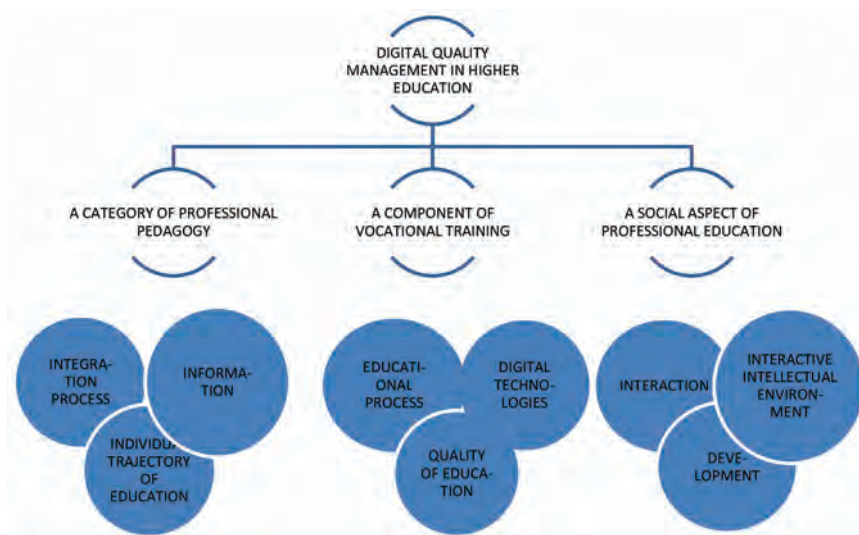 DIGITAL QUALITY
MANAGEMENT IN HIGHER
EDUCATION
A CATEGORY OF PROFESSIONAL
PEDAGOGY
A COMPONENT OF
VOCATIONAL TRAINING
A SOCIAL ASPECT OF
PROFESSIONAL EDUCATION
INTEGRA-
TION
PROCESS
INFORMA-
TION
INDIVIDUAL
TRAJECTORY
OF
EDUCATION
EDUCATI-
ONAL
PROCESS
DIGITAL
TECHNO-
LOGIES
QUALITY
OF EDUCA-
TION
INTERACTION
INTERACTIVE
INTELLECTUAL
ENVIRON-
MENT
DEVE-
LOPMENT